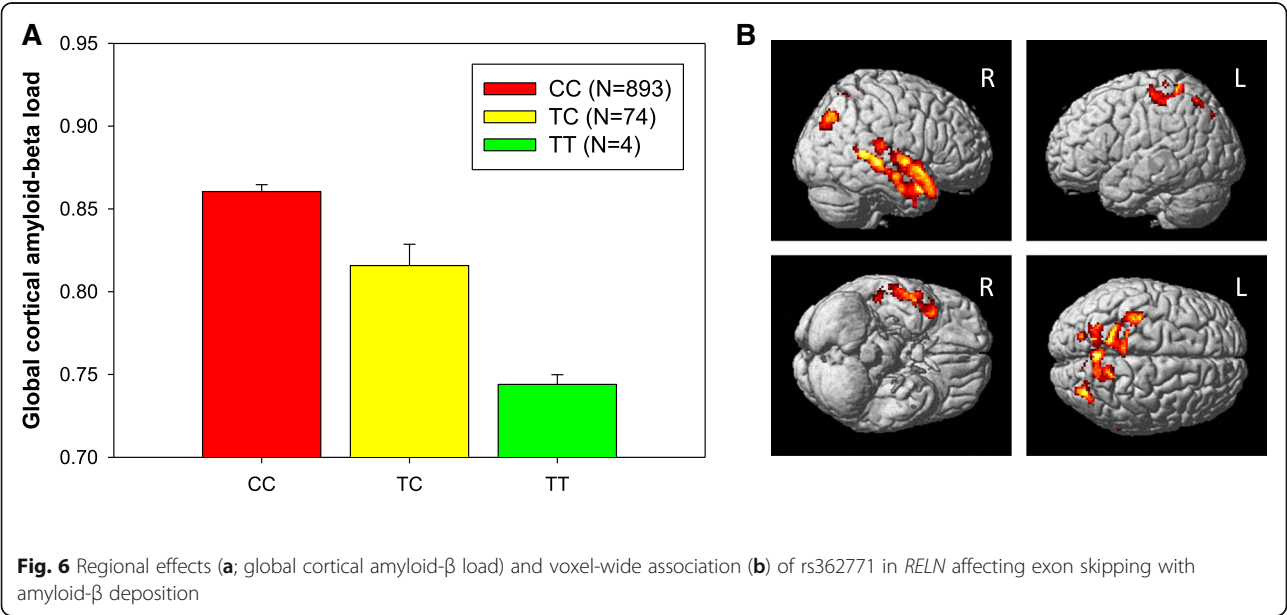 A
0.95
0.90
0.85
0.80
0.75
0.70
Global cortical amyloid-beta load
CC (N=893)
TC (N=74)
TT (N=4)
CC TC TT
B
R
L
R
L
Fig. 6 Regional effects (a; global cortical amyloid-β load) and voxel-wide association (b) of rs362771 in RELN affecting exon skipping with
amyloid-β deposition